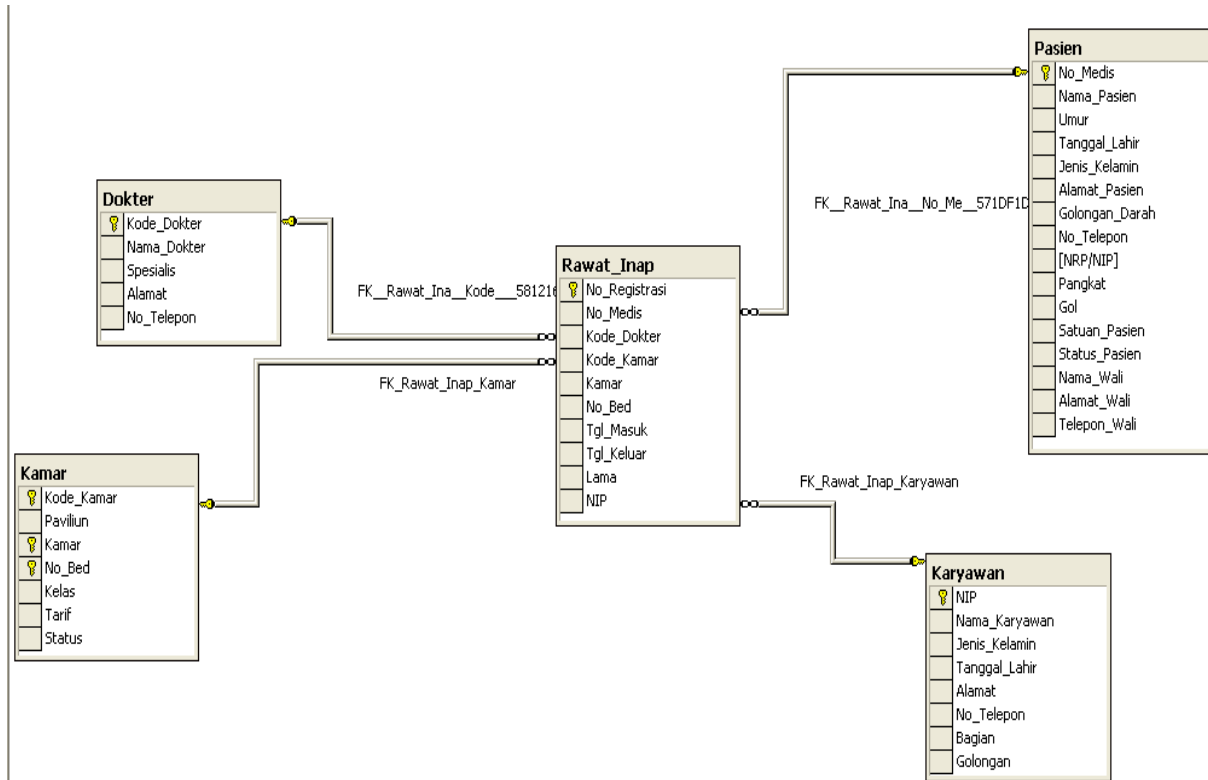 Pasien
No_Medis
Nama_Pasien
Umur
Tanggal_Lahir
Jenis_Kelamin
Alamat_Pasien
Golongan_Darah
No_Telepon
[NRP/NIP]
Pangkat
Gol
Satuan_Pasien
Status_Pasien
Nama_Wali
Alamat_Wali
Telepon_Wali
Dokter
Kode_Dokter
Nama_Dokter
Spesialis
Alamat
No_Telepon
FK__Rawat_Ina__No_Me__571DF1D
FK__Rawat_Ina__Kode___581216
Rawat_Inap
No_Registrasi
No_Medis
Kode_Dokter
Kode_Kamar
Kamar
No_Bed
Tgl_Masuk
Tgl_Keluar
Lama
NIP
FK_Rawat_Inap_Kamar
Kamar
Kode_Kamar
Paviliun
Kamar
No_Bed
Kelas
Tarif
Status
FK_Rawat_Inap_Karyawan
Karyawan
NIP
Nama_Karyawan
Jenis_Kelamin
Tanggal_Lahir
Alamat
No_Telepon
Bagian
Golongan